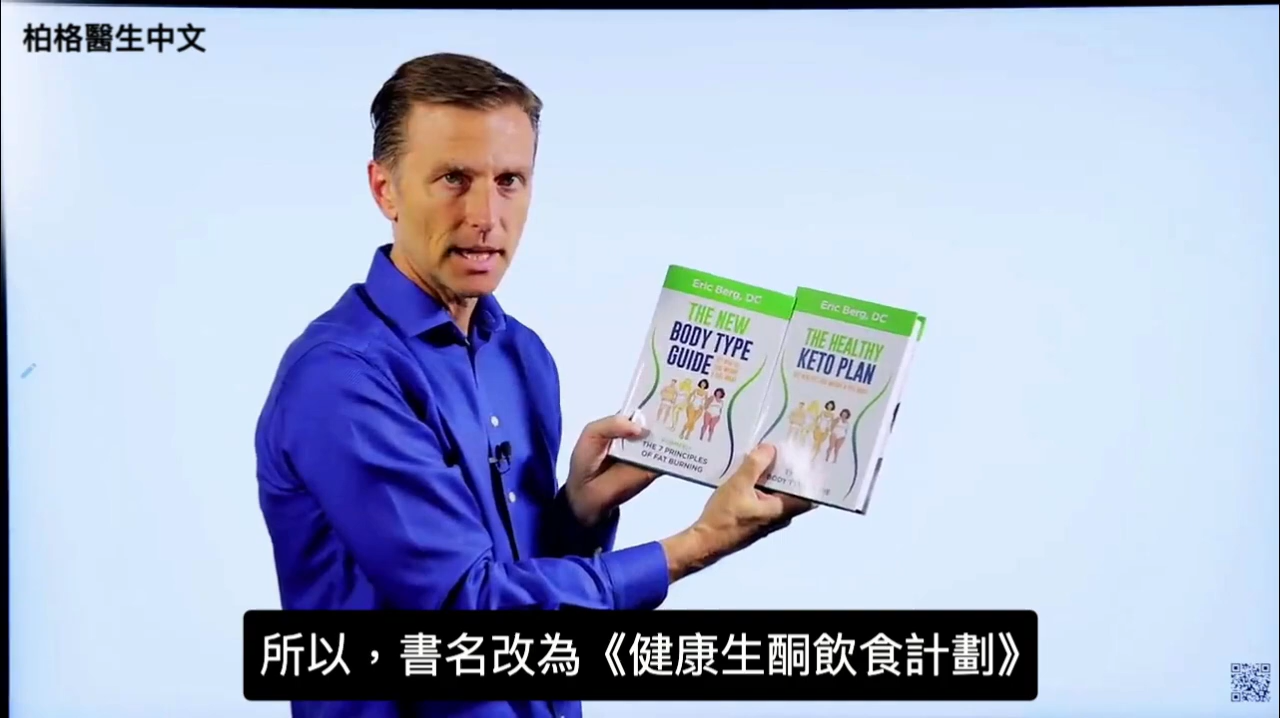 柏格醫生中文
Eric Berg, DC
THE NEW
BODY TYPE
GUIDE
THE 7 PRINCIPLES
OF FAT BURNING
Eric Berg, DC
THE HEALTHY
KETO PLAN
BODY
所以，書名改為《健康生酮飲食計劃》